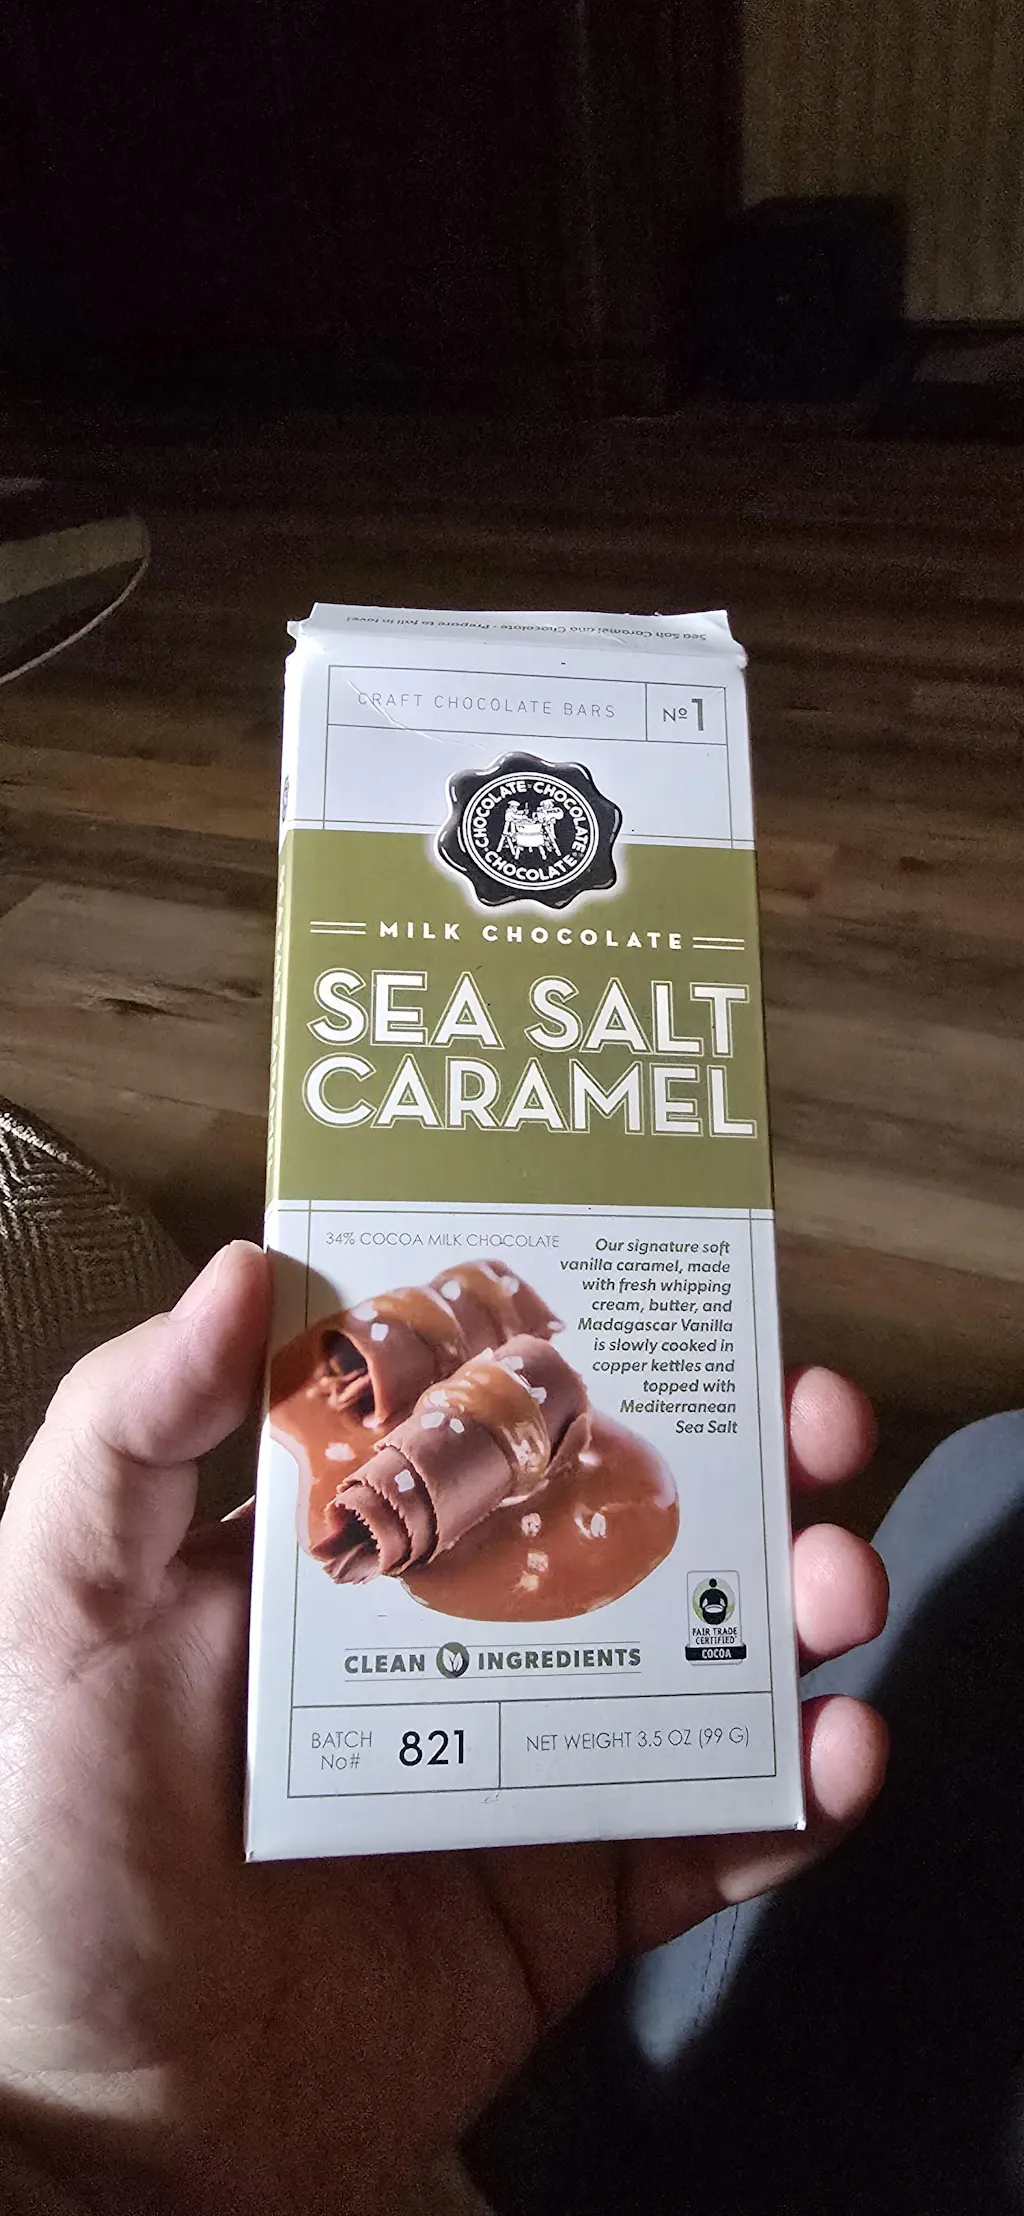 Sea Salt Caramel and Chocolate - Prepare to fall in love!
CRAFT CHOCOLATE BARS
Nº1
CHOCOLATE · CHOCOLATE · CHOCOLATE ·
MILK CHOCOLATE
SEA SALT
CARAMEL
34% COCOA MILK CHOCOLATE
Our signature soft
vanilla caramel, made
with fresh whipping
cream, butter, and
Madagascar Vanilla
is slowly cooked in
copper kettles and
topped with
Mediterranean
Sea Salt
FAIR TRADE
CERTIFIED
COCOA
CLEAN INGREDIENTS
BATCH
No#
821
NET WEIGHT 3.5 OZ (99 G)